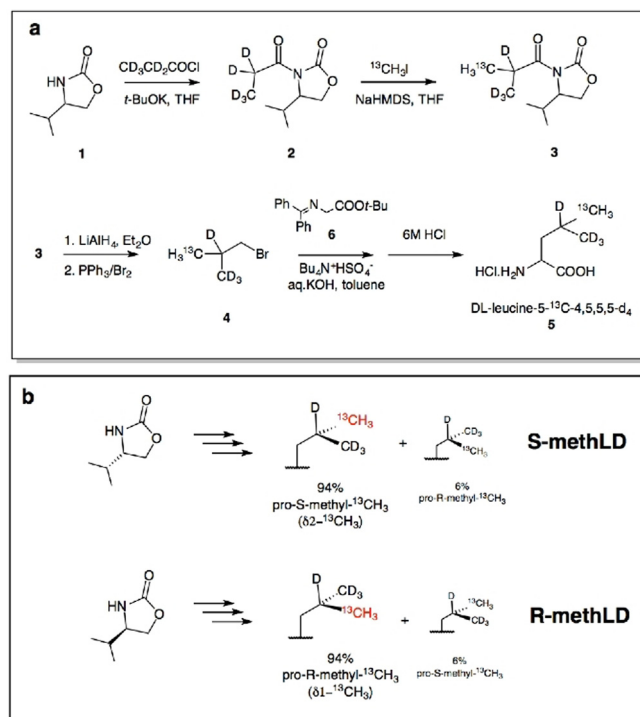 a
O
HN
O
1
CD₃CD₂COCl
t-BuOK, THF
D
O
O
D
N
O
D₃C
2
¹³CH₃I
NaHMDS, THF
D
O
O
H₃¹³C
N
O
D₃C
3
3
1. LiAlH₄, Et₂O
2. PPh₃/Br₂
D
H₃¹³C
Br
CD₃
4
Ph
N
COOt-Bu
Ph
6
Bu₄N⁺HSO₄⁻
aq.KOH, toluene
6M HCl
D
¹³CH₃
CD₃
HCl.H₂N
COOH
DL-leucine-5-¹³C-4,5,5,5-d₄
5
b
O
HN
O
D
¹³CH₃
CD₃
94%
pro-S-methyl-¹³CH₃
(δ2–¹³CH₃)
+
D
CD₃
¹³CH₃
6%
pro-R-methyl-¹³CH₃
S-methLD
O
HN
O
D
CD₃
¹³CH₃
94%
pro-R-methyl-¹³CH₃
(δ1–¹³CH₃)
+
D
¹³CH₃
CD₃
6%
pro-S-methyl-¹³CH₃
R-methLD